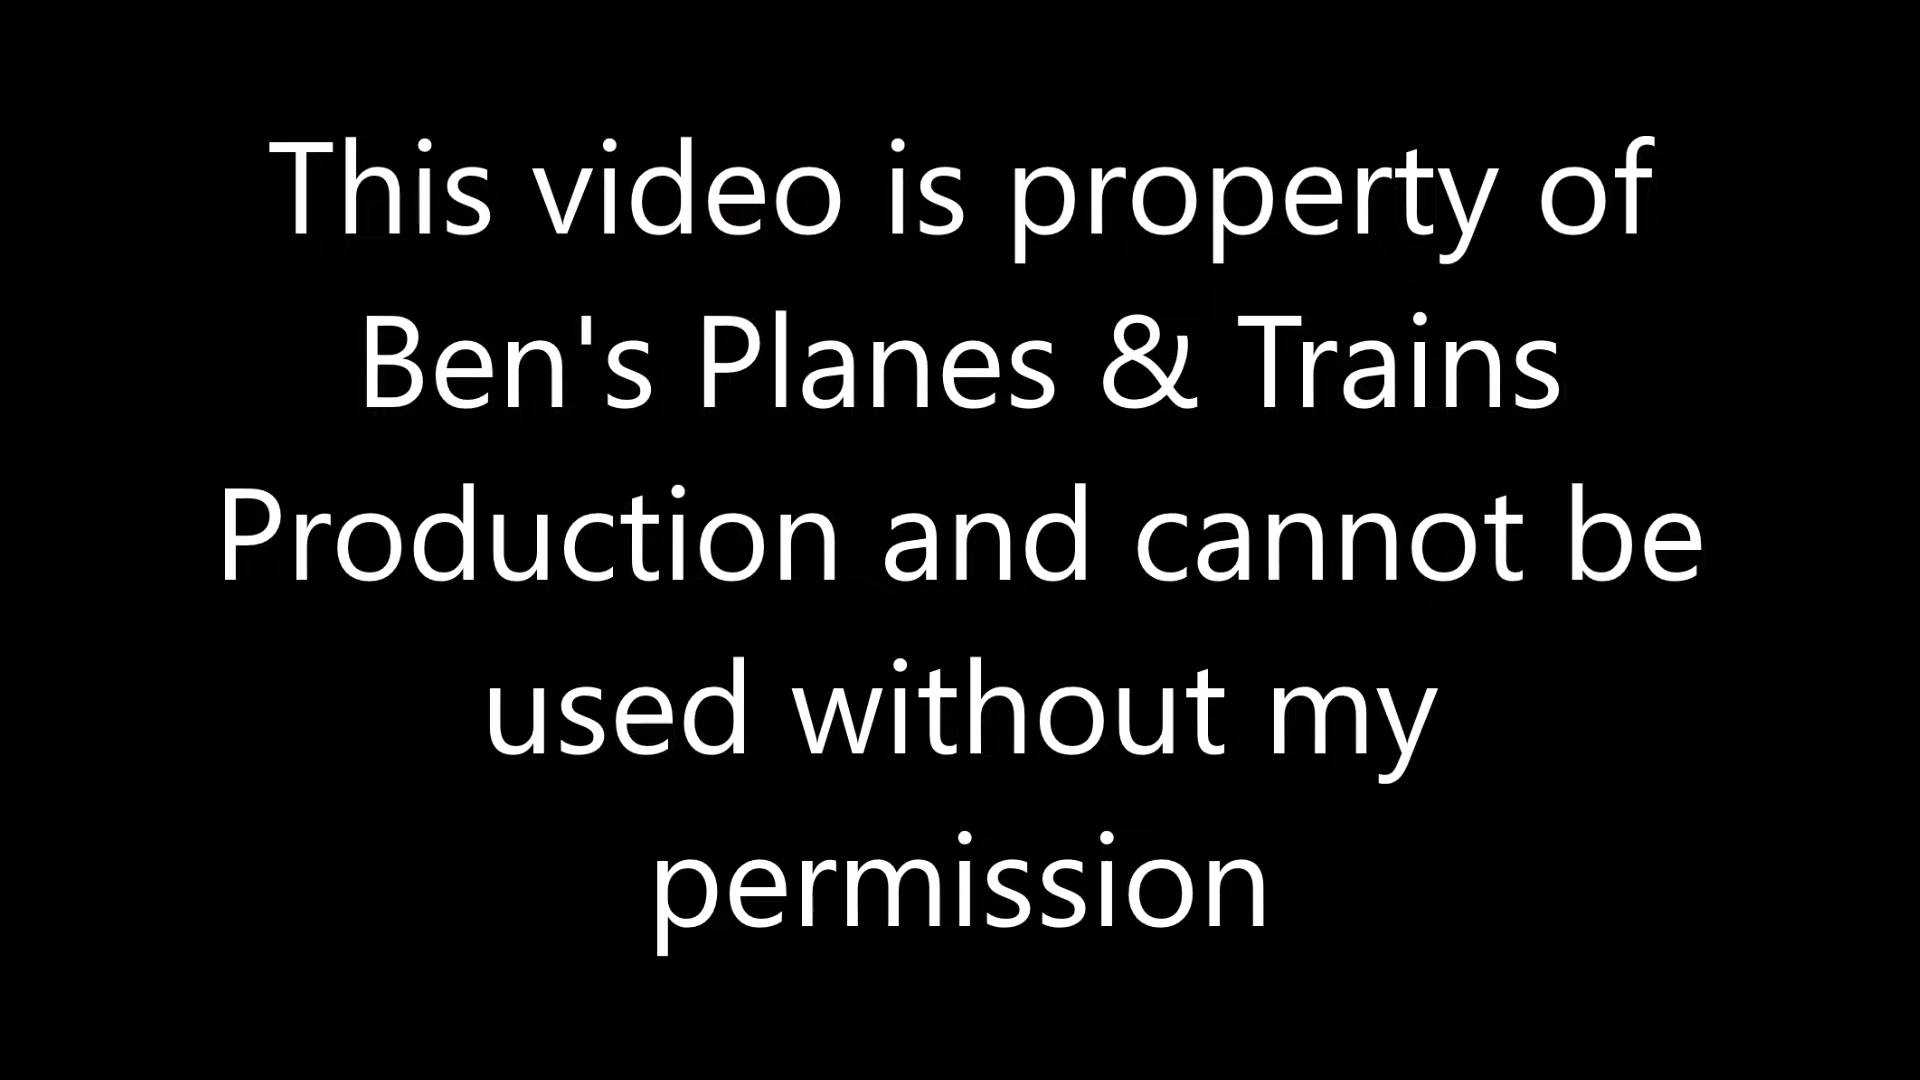 This video is property of
Ben's Planes & Trains
Production and cannot be
used without my
permission